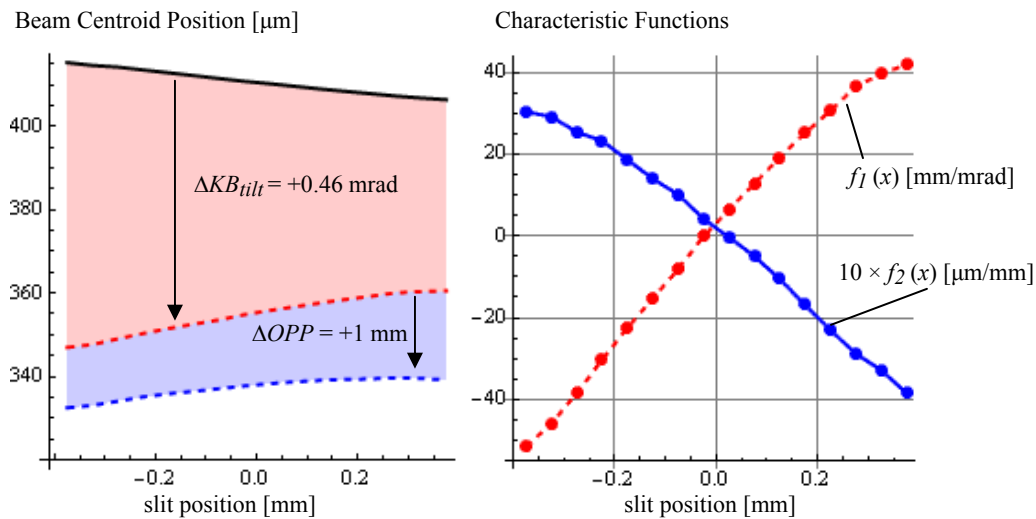 Beam Centroid Position [μm]
400
380
360
340
ΔKB_tilt = +0.46 mrad
ΔOPP = +1 mm
−0.2 0.0 0.2
slit position [mm]
Characteristic Functions
40
20
0
−20
−40
f1 (x) [mm/mrad]
10 × f2 (x) [μm/mm]
−0.2 0.0 0.2
slit position [mm]